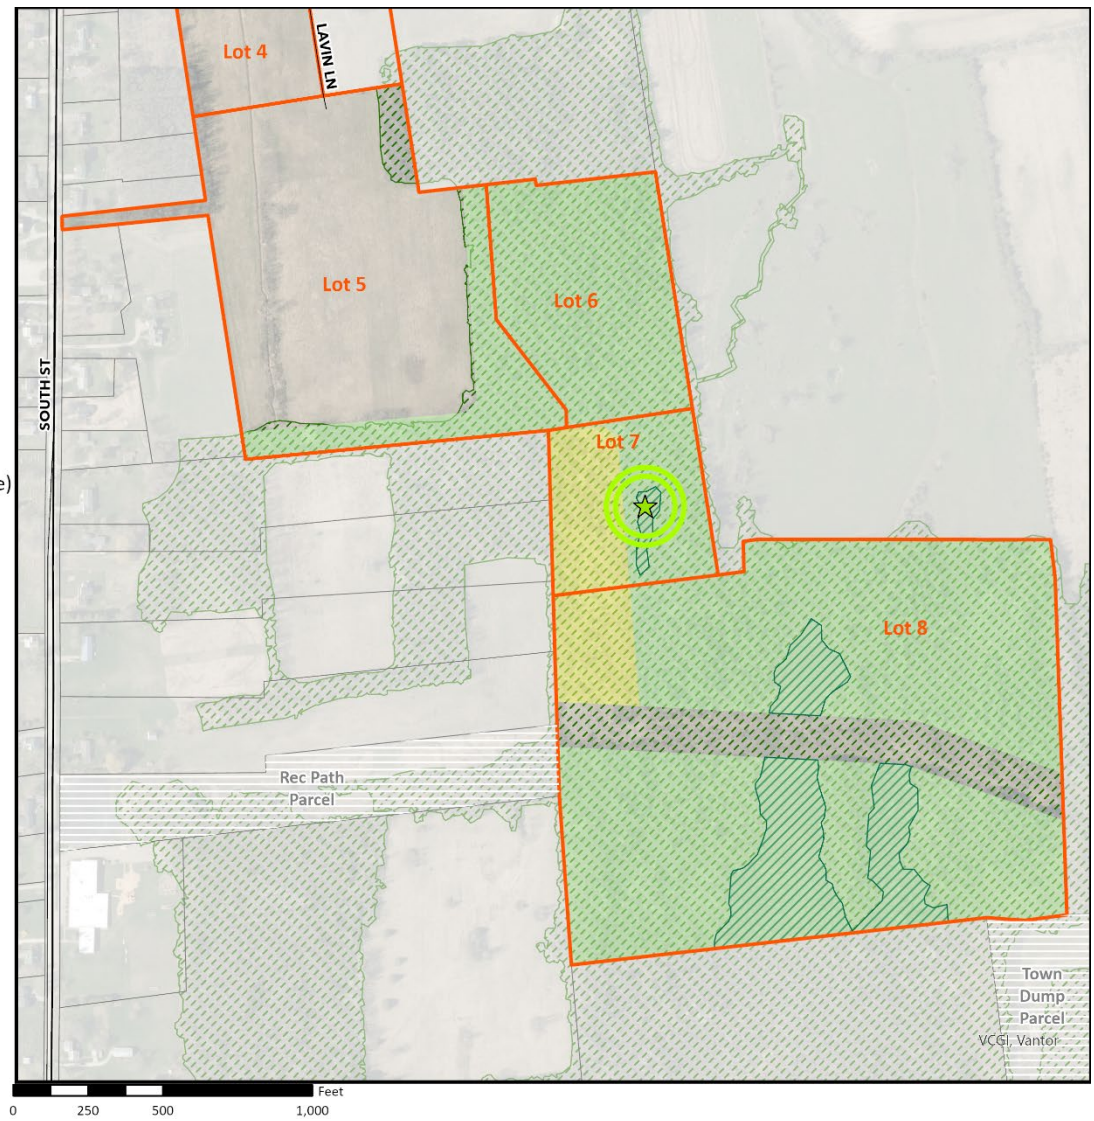 Lot 4
LAVIN LN
Lot 5
Lot 6
SOUTH ST
Lot 7
e)
Lot 8
Rec Path
Parcel
Town
Dump
Parcel
VCGI, Vantor
Feet
0 250 500 1,000